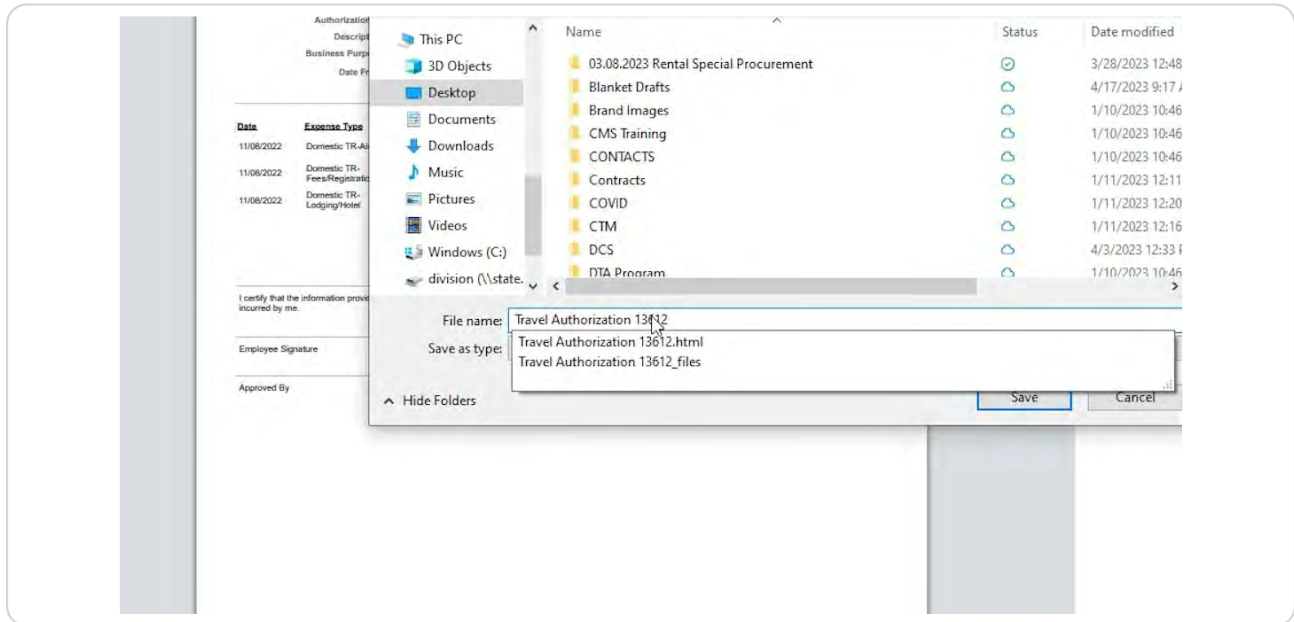 Authorization
Descript
Business Purp
Date Fr
Date Expense Type
11/08/2022 Domestic TR-Ai
11/08/2022 Domestic TR-
Fees/Registratio
11/08/2022 Domestic TR-
Lodging/Hotel
I certify that the information provide
incurred by me.
Employee Signature
Approved By
This PC
3D Objects
Desktop
Documents
Downloads
Music
Pictures
Videos
Windows (C:)
division (\\state.
Name Status Date modified
03.08.2023 Rental Special Procurement 3/28/2023 12:48
Blanket Drafts 4/17/2023 9:17 A
Brand Images 1/10/2023 10:46
CMS Training 1/10/2023 10:46
CONTACTS 1/10/2023 10:46
Contracts 1/11/2023 12:11
COVID 1/11/2023 12:20
CTM 1/11/2023 12:16
DCS 4/3/2023 12:33 P
DTA Program 1/10/2023 10:46
File name: Travel Authorization 13612
Save as type:
Travel Authorization 13612.html
Travel Authorization 13612_files
Hide Folders
Save Cancel